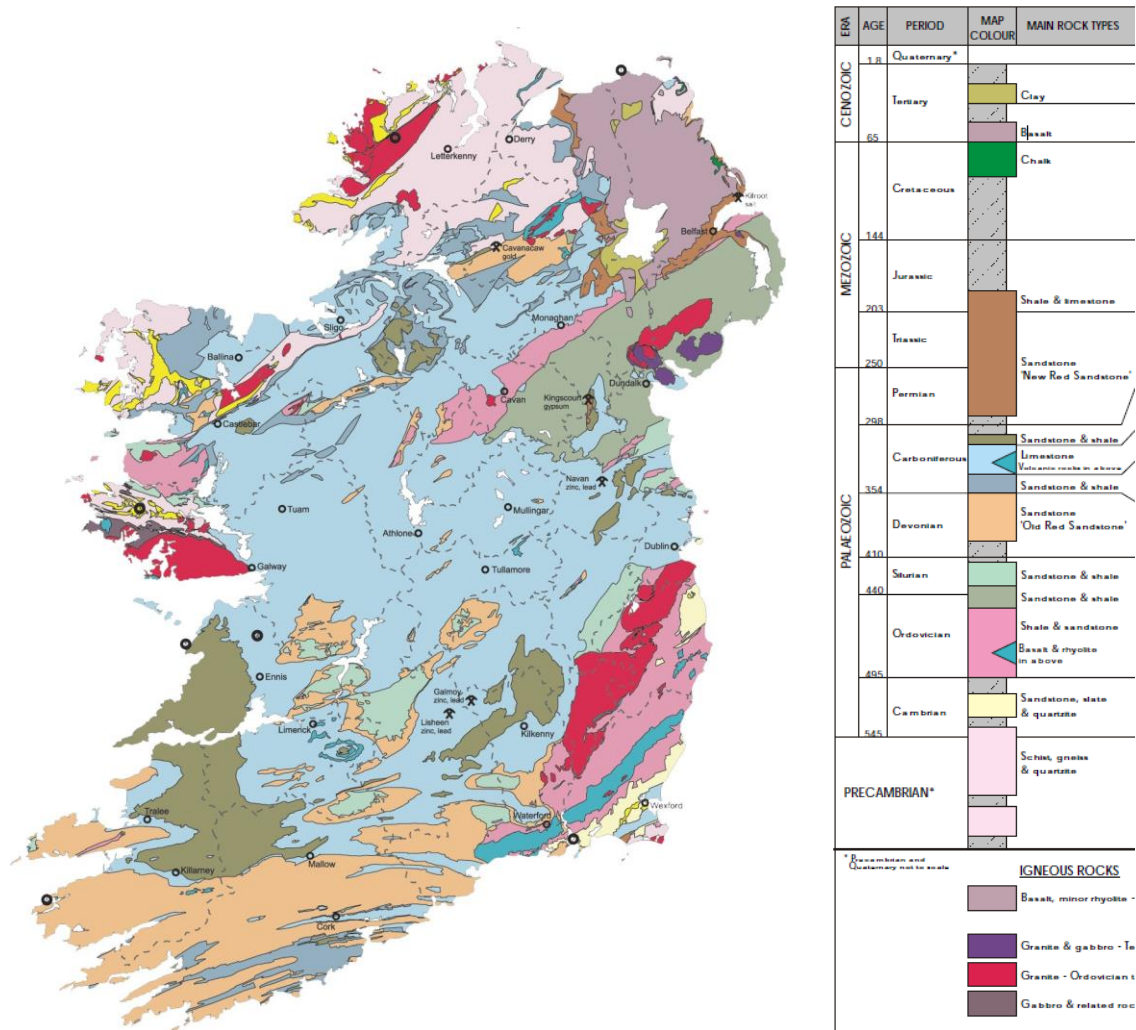 Letterkenny
Derry
Kilroot
salt
Belfast
Cavanacaw
gold
Sligo
Monaghan
Ballina
Dundalk
Cavan
Kingscourt
gypsum
Castlebar
Navan
zinc, lead
Tuam
Mullingar
Athlone
Dublin
Galway
Tullamore
Ennis
Galmoy
zinc, lead
Lisheen
zinc, lead
Limerick
Kilkenny
Tralee
Waterford
Wexford
Killarney
Mallow
Cork
ERA
AGE
PERIOD
MAP
COLOUR
MAIN ROCK TYPES
CENOZOIC
Quaternary*
1.8
Tertiary
Clay
Basalt
65
MEZOZOIC
Chalk
Cretaceous
144
Jurassic
Shale & limestone
203
Triassic
Sandstone
'New Red Sandstone'
250
PALAEOZOIC
Permian
298
Sandstone & shale
Carboniferous
Limestone
Volcanic rocks in above
Sandstone & shale
354
Devonian
Sandstone
'Old Red Sandstone'
410
Silurian
Sandstone & shale
440
Sandstone & shale
Ordovician
Shale & sandstone
Basalt & rhyolite
in above
495
Cambrian
Sandstone, slate
& quartzite
545
PRECAMBRIAN*
Schist, gneiss
& quartzite
* Precambrian and
Quaternary not to scale
IGNEOUS ROCKS
Basalt, minor rhyolite -
Granite & gabbro - Te
Granite - Ordovician t
Gabbro & related roc